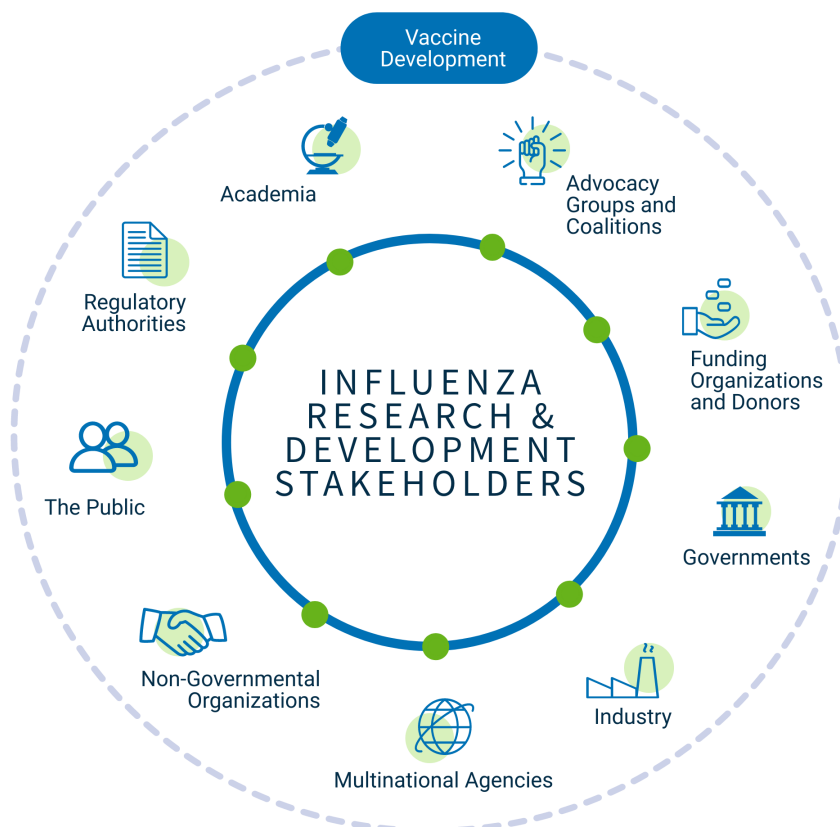 Vaccine
Development
Academia
Advocacy
Groups and
Coalitions
Regulatory
Authorities
Funding
Organizations
and Donors
INFLUENZA
RESEARCH &
DEVELOPMENT
STAKEHOLDERS
The Public
Governments
Non-Governmental
Organizations
Industry
Multinational Agencies